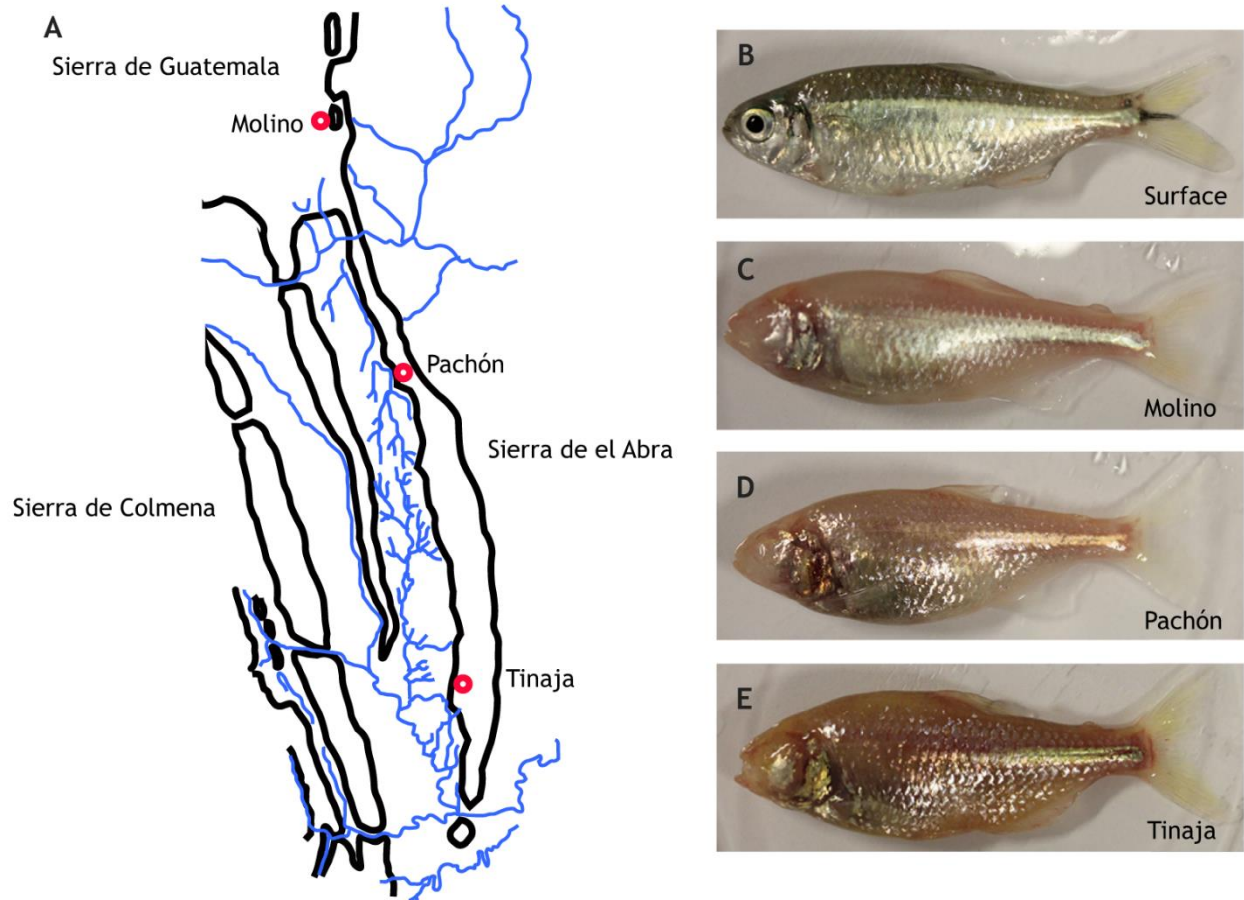 A
Sierra de Guatemala
Molino
Pachón
Sierra de el Abra
Sierra de Colmena
Tinaja
B
Surface
C
Molino
D
Pachón
E
Tinaja